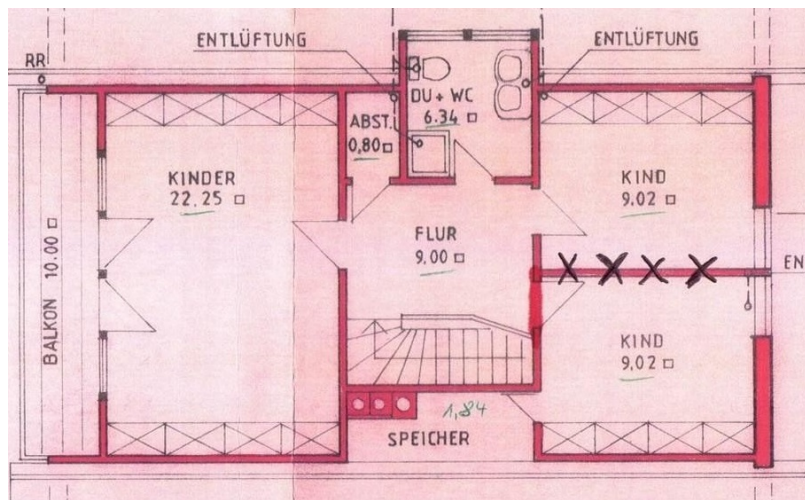 ENTLÜFTUNG
ENTLÜFTUNG
RR
DU + WC
6.34 □
ABST.
0,80 □
KINDER
22.25 □
KIND
9.02 □
FLUR
9.00 □
BALKON 10.00 □
EN
KIND
9,02 □
1,84
SPEICHER